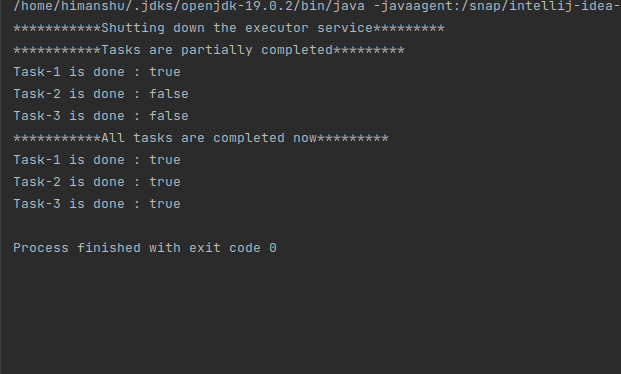 /home/himanshu/.jdks/openjdk-19.0.2/bin/java -javaagent:/snap/intellij-idea-
***********Shutting down the executor service*********
***********Tasks are partially completed*********
Task-1 is done : true
Task-2 is done : false
Task-3 is done : false
***********All tasks are completed now*********
Task-1 is done : true
Task-2 is done : true
Task-3 is done : true
Process finished with exit code 0